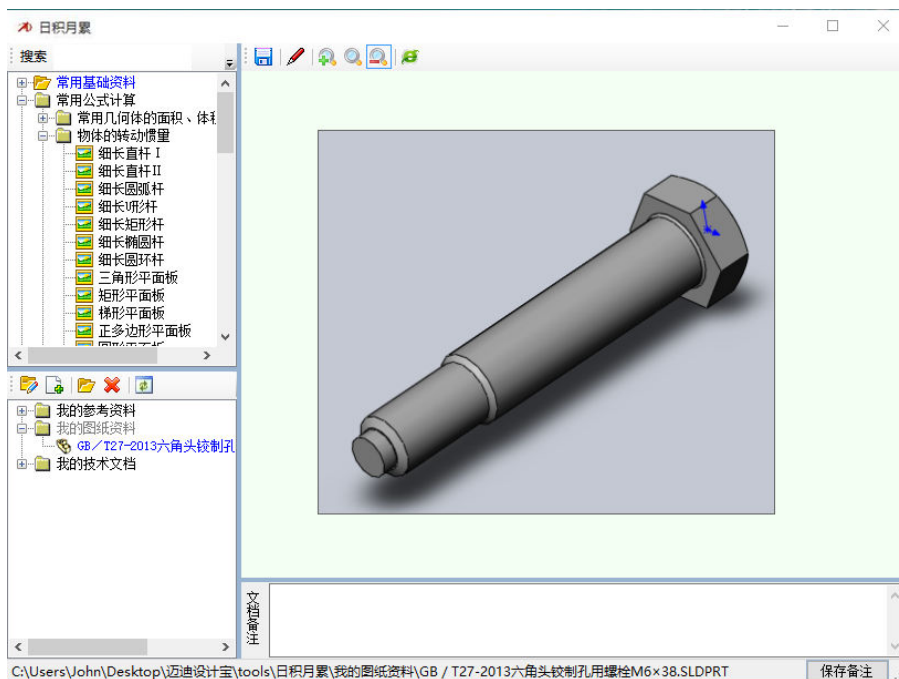 日积月累
搜索
常用基础资料
常用公式计算
常用几何体的面积、体积
物体的转动惯量
细长直杆 I
细长直杆II
细长圆弧杆
细长U形杆
细长矩形杆
细长椭圆杆
细长圆环杆
三角形平面板
矩形平面板
梯形平面板
正多边形平面板
圆形平面板
我的参考资料
我的图纸资料
GB／T27-2013六角头铰制孔
我的技术文档
文档备注
C:\Users\John\Desktop\迈迪设计宝\tools\日积月累\我的图纸资料\GB / T27-2013六角头铰制孔用螺栓M6×38.SLDPRT
保存备注